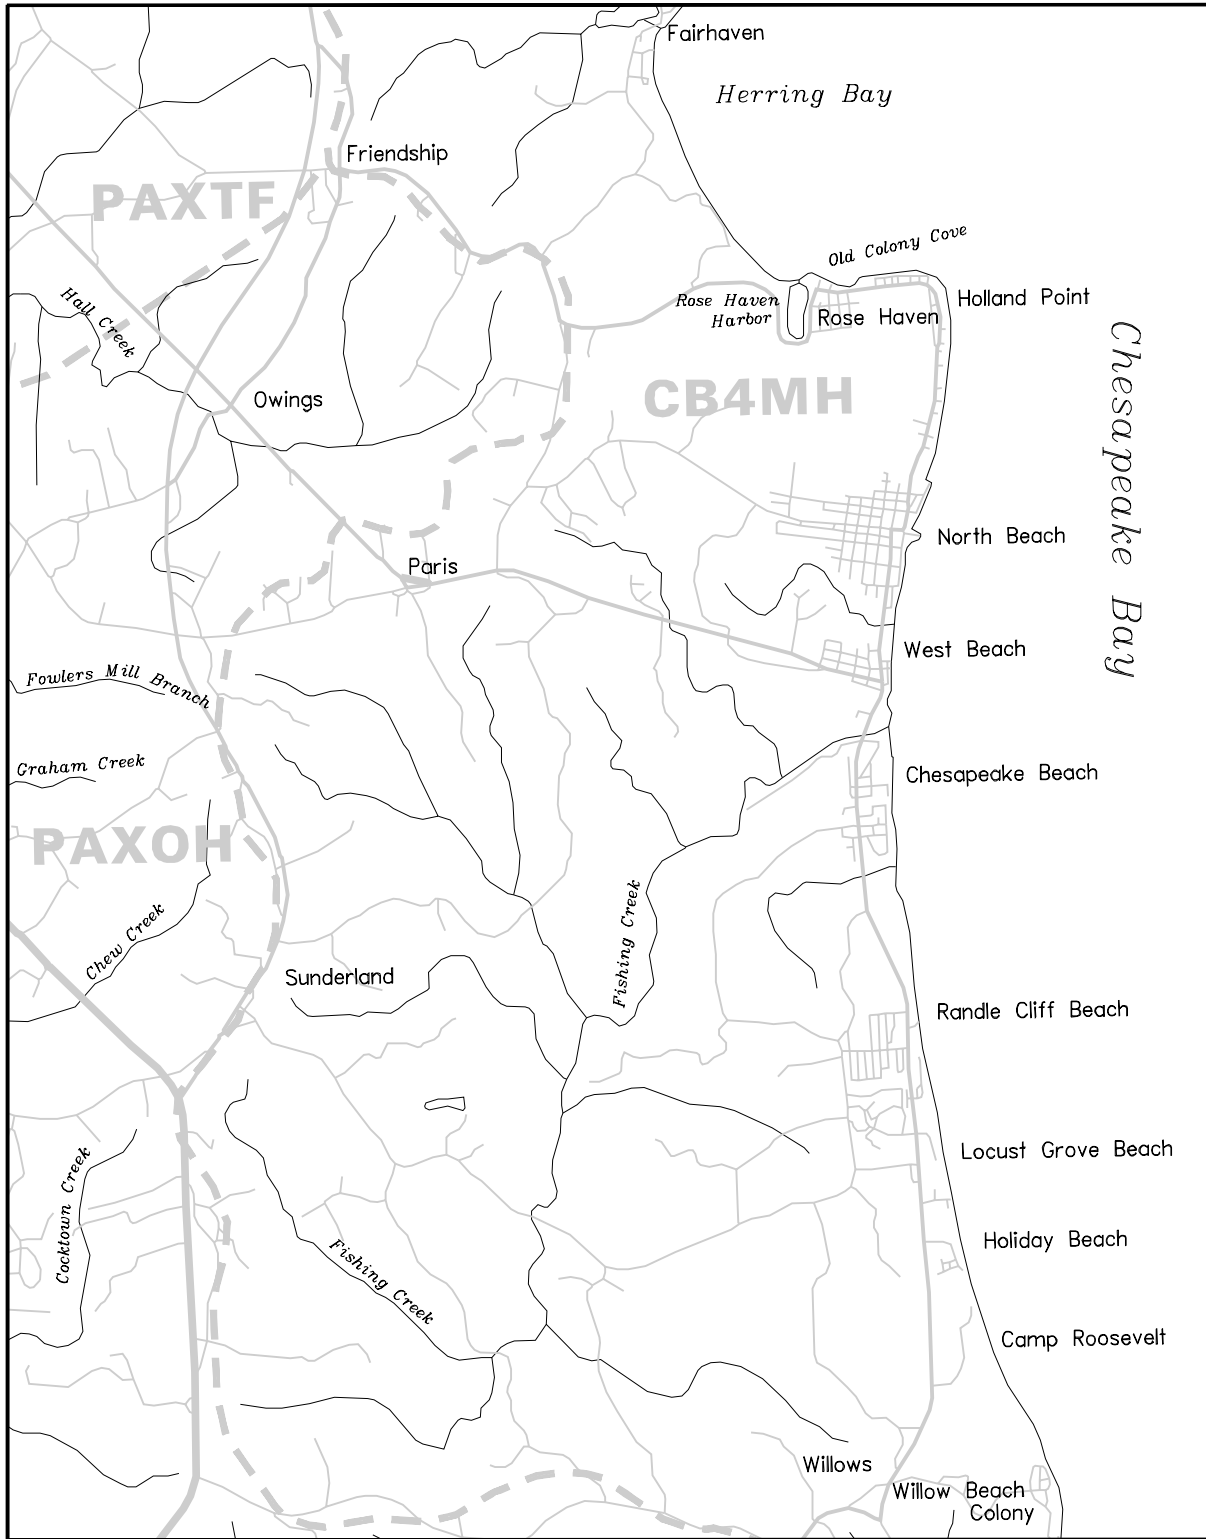 Fairhaven
Herring Bay
Friendship
PAXTF
Old Colony Cove
Hall Creek
Rose Haven
Harbor
Rose Haven
Holland Point
Chesapeake Bay
Owings
CB4MH
North Beach
Paris
West Beach
Fowlers Mill Branch
Graham Creek
Chesapeake Beach
PAXOH
Chew Creek
Fishing Creek
Sunderland
Randle Cliff Beach
Cocktown Creek
Locust Grove Beach
Fishing Creek
Holiday Beach
Camp Roosevelt
Willows
Willow Beach
Colony